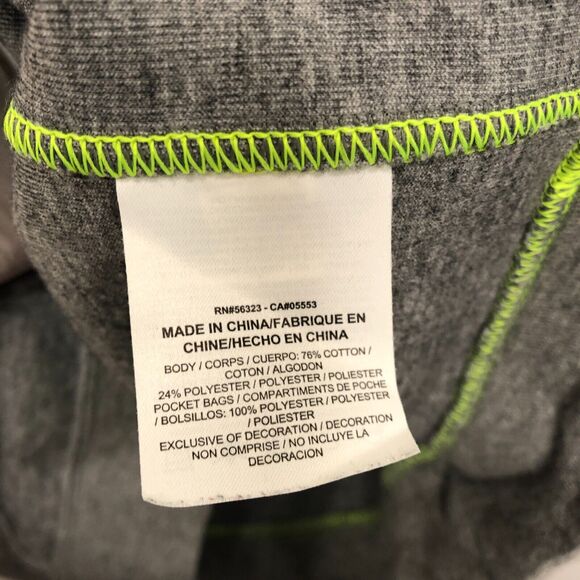 RN#56323 - CA#05553
MADE IN CHINA/FABRIQUE EN
CHINE/HECHO EN CHINA
BODY / CORPS / CUERPO: 76% COTTON /
COTON / ALGODON
24% POLYESTER / POLYESTER / POLIESTER
POCKET BAGS / COMPARTIMENTS DE POCHE
/ BOLSILLOS: 100% POLYESTER / POLYESTER
/ POLIESTER
EXCLUSIVE OF DECORATION / DECORATION
NON COMPRISE / NO INCLUYE LA
DECORACION